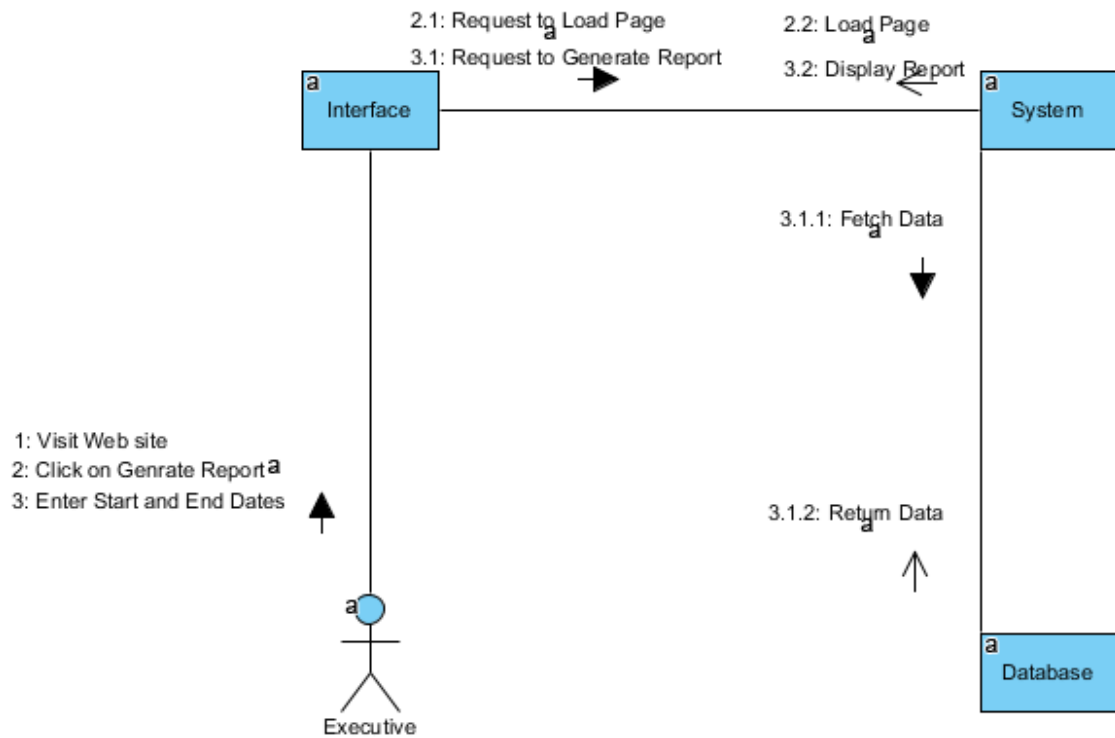 2.1: Request to Load Page
a
2.2: Load Page
a
3.1: Request to Generate Report
3.2: Display Report
a
Interface
a
System
3.1.1: Fetch Data
a
1: Visit Web site
2: Click on Genrate Report a
3: Enter Start and End Dates
3.1.2: Return Data
a
a
Executive
a
Database